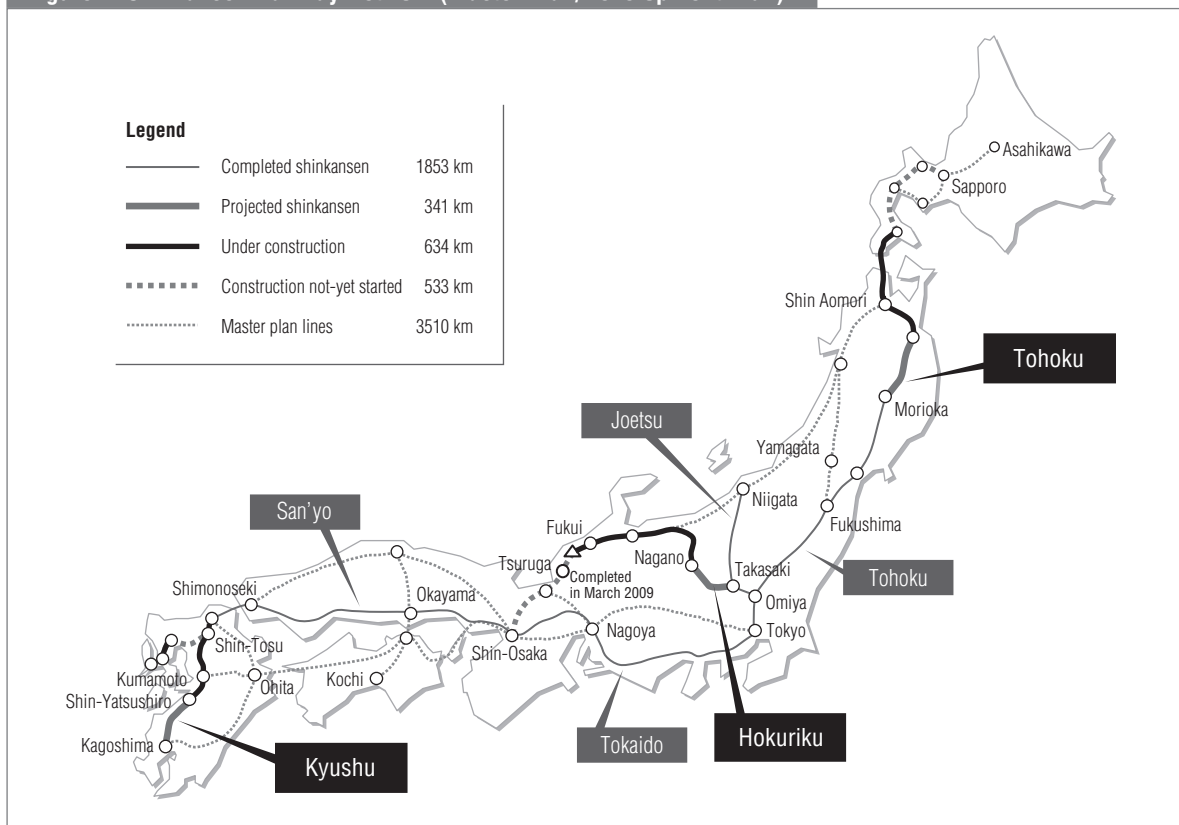 Legend
Completed shinkansen 1853 km
Projected shinkansen 341 km
Under construction 634 km
Construction not-yet started 533 km
Master plan lines 3510 km
Asahikawa
Sapporo
Shin Aomori
Tohoku
Morioka
Joetsu
Yamagata
Niigata
Fukushima
San'yo
Fukui
Nagano
Tsuruga
Completed
in March 2009
Takasaki
Tohoku
Omiya
Shimonoseki
Okayama
Nagoya
Tokyo
Shin-Tosu
Shin-Osaka
Kumamoto
Ohita
Kochi
Shin-Yatsushiro
Kagoshima
Tokaido
Hokuriku
Kyushu